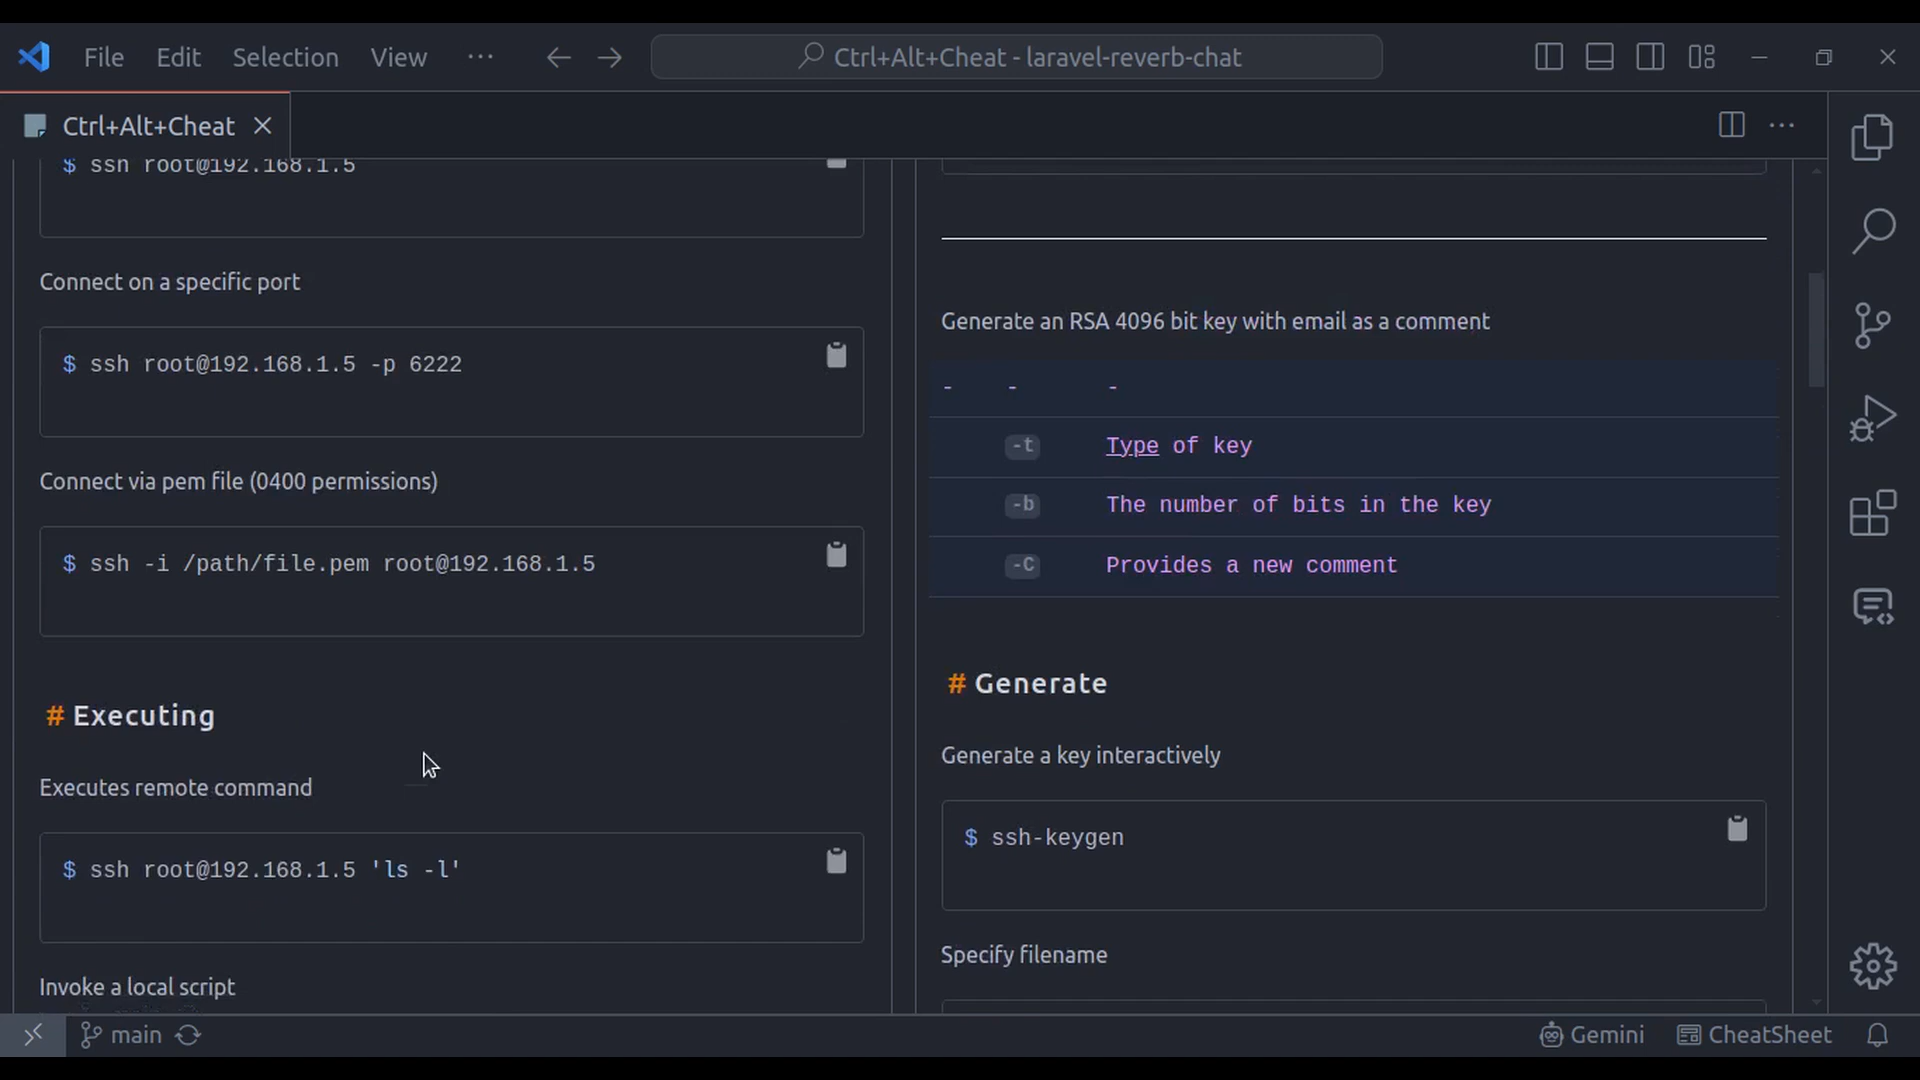 File Edit Selection View ···
Ctrl+Alt+Cheat - laravel-reverb-chat
Ctrl+Alt+Cheat
$ ssh root@192.168.1.5
Connect on a specific port
$ ssh root@192.168.1.5 -p 6222
Connect via pem file (0400 permissions)
$ ssh -i /path/file.pem root@192.168.1.5
# Executing
Executes remote command
$ ssh root@192.168.1.5 'ls -l'
Invoke a local script
Generate an RSA 4096 bit key with email as a comment
- - -
-t Type of key
-b The number of bits in the key
-C Provides a new comment
# Generate
Generate a key interactively
$ ssh-keygen
Specify filename
main
Gemini
CheatSheet